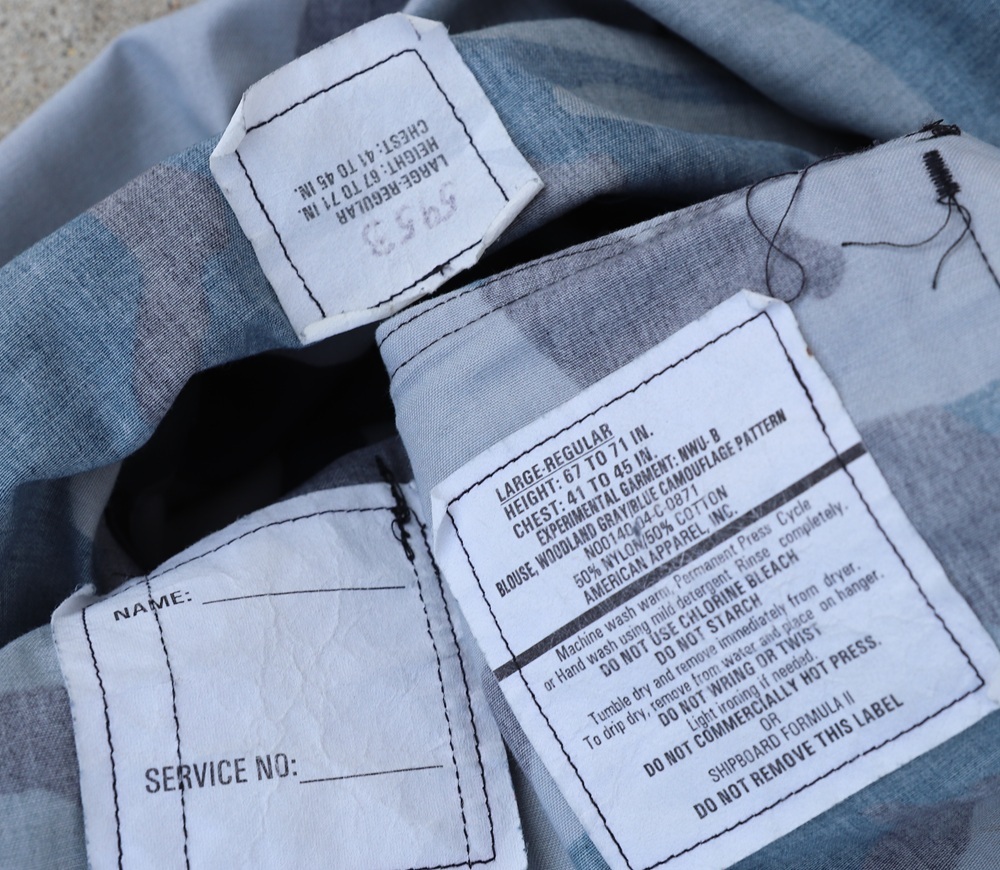 LARGE-REGULAR
HEIGHT: 67 TO 71 IN.
CHEST: 41 TO 45 IN.
5953
LARGE-REGULAR
HEIGHT: 67 TO 71 IN.
CHEST: 41 TO 45 IN.
EXPERIMENTAL GARMENT: NWU- B
BLOUSE, WOODLAND GRAY/BLUE CAMOUFLAGE PATTERN
N00140-04-C-0871
50% NYLON/50% COTTON
AMERICAN APPAREL, INC.
Machine wash warm, Permanent Press Cycle
or Hand wash using mild detergent. Rinse completely.
DO NOT USE CHLORINE BLEACH
DO NOT STARCH
Tumble dry and remove immediately from dryer.
To drip dry, remove from water and place on hanger.
DO NOT WRING OR TWIST
Light ironing if needed.
DO NOT COMMERCIALLY HOT PRESS.
OR
SHIPBOARD FORMULA II
DO NOT REMOVE THIS LABEL
NAME:
SERVICE NO: